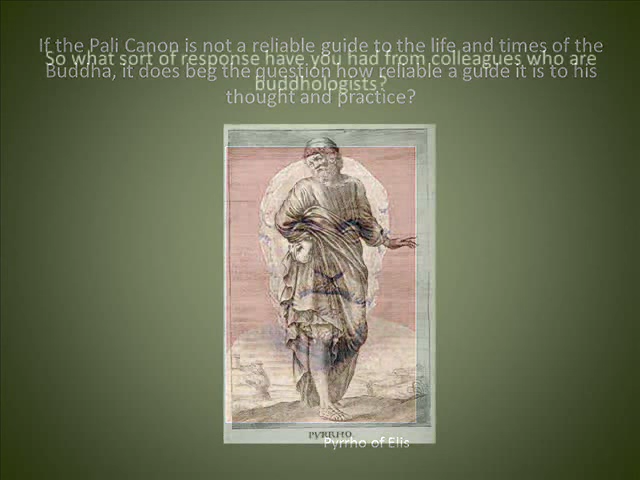 If the Pali Canon is not a reliable guide to the life and times of the
So what sort of response have you had from colleagues who are
Buddha, it does beg the question how reliable a guide it is to his
buddhologists?
thought and practice?
PYRRHO
Pyrrho of Elis